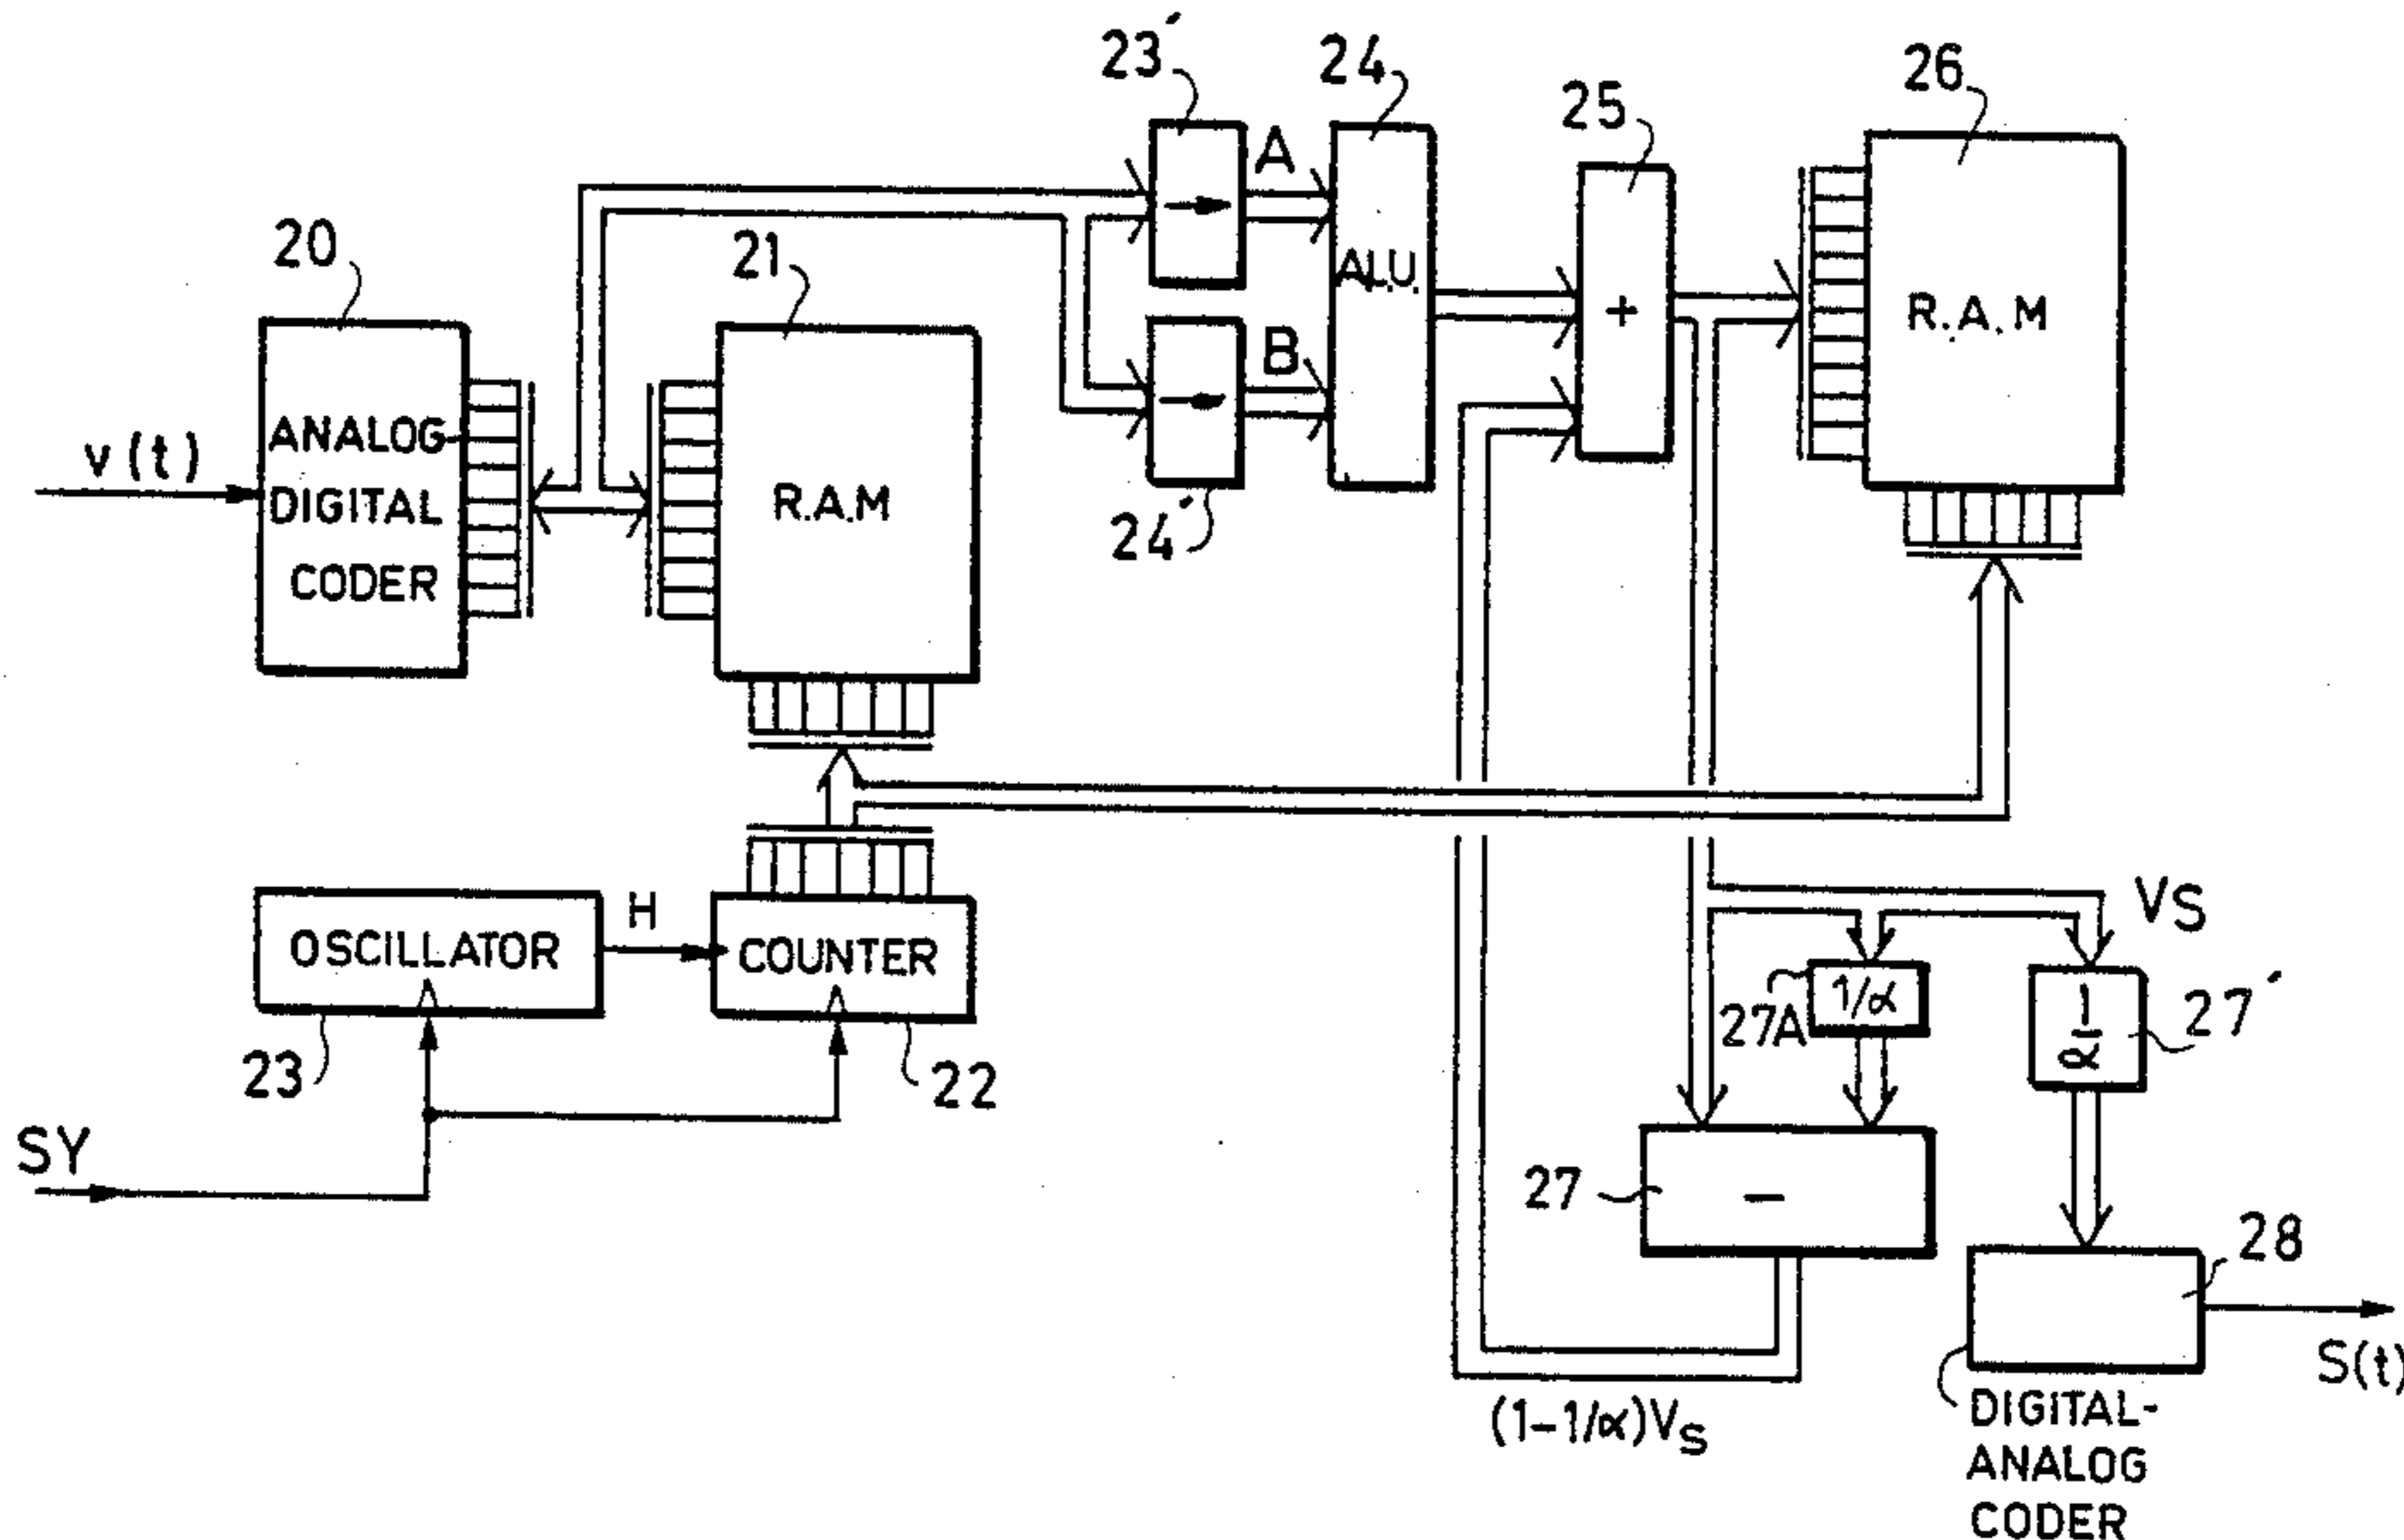 23′
24
25
26
A
20
21
A.L.U.
R.A.M
B
ANALOG-
v(t)
DIGITAL
R.A.M
24′
CODER
H
VS
OSCILLATOR
COUNTER
1/α
1/α
27′
27A
23
22
SY
27
−
+
28
S(t)
(1-1/α)VS
DIGITAL-
ANALOG
CODER